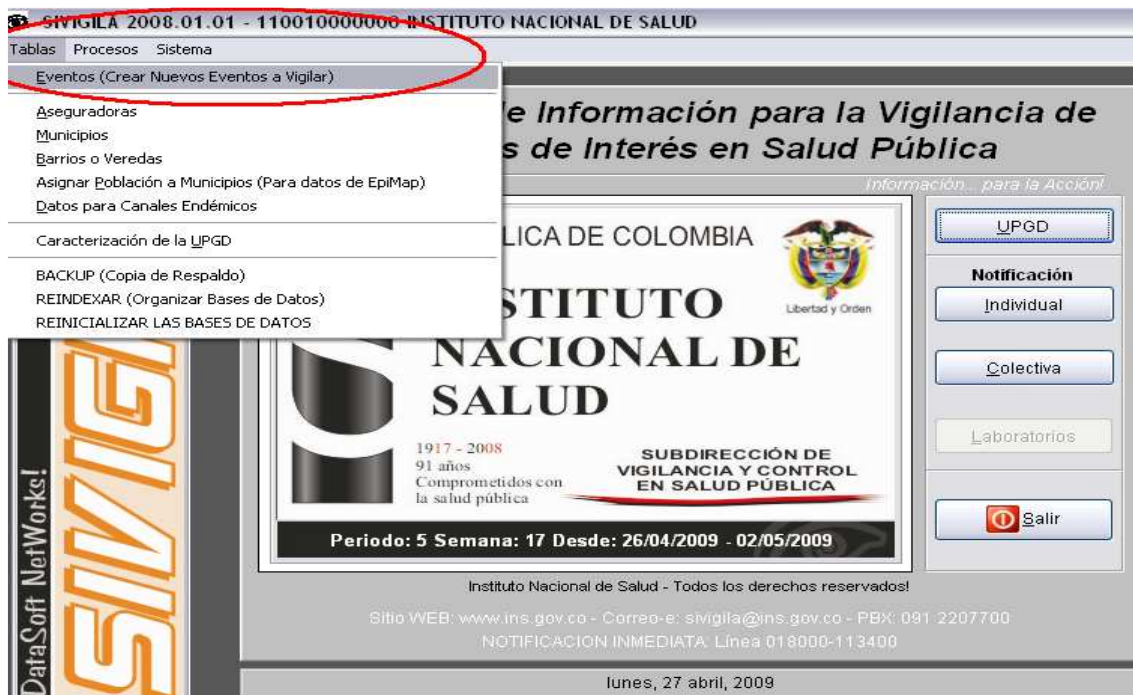 SIVIGILA 2008.01.01 - 110010000000 INSTITUTO NACIONAL DE SALUD
Tablas Procesos Sistema
Eventos (Crear Nuevos Eventos a Vigilar)
Aseguradoras
Municipios
Barrios o Veredas
Asignar Población a Municipios (Para datos de EpiMap)
Datos para Canales Endémicos
Caracterización de la UPGD
BACKUP (Copia de Respaldo)
REINDEXAR (Organizar Bases de Datos)
REINICIALIZAR LAS BASES DE DATOS
e Información para la Vigilancia de
s de Interés en Salud Pública
Información... para la Acción!
LICA DE COLOMBIA
Libertad y Orden
STITUTO
NACIONAL DE
SALUD
1917 - 2008
91 años
Comprometidos con
la salud pública
SUBDIRECCIÓN DE
VIGILANCIA Y CONTROL
EN SALUD PÚBLICA
Periodo: 5 Semana: 17 Desde: 26/04/2009 - 02/05/2009
UPGD
Notificación
Individual
Colectiva
Laboratorios
Salir
DataSoft NetWorks!
SIVIGI
Instituto Nacional de Salud - Todos los derechos reservados!
Sitio WEB: www.ins.gov.co - Correo-e: sivigila@ins.gov.co - PBX: 091 2207700
NOTIFICACION INMEDIATA: Línea 018000-113400
lunes, 27 abril, 2009